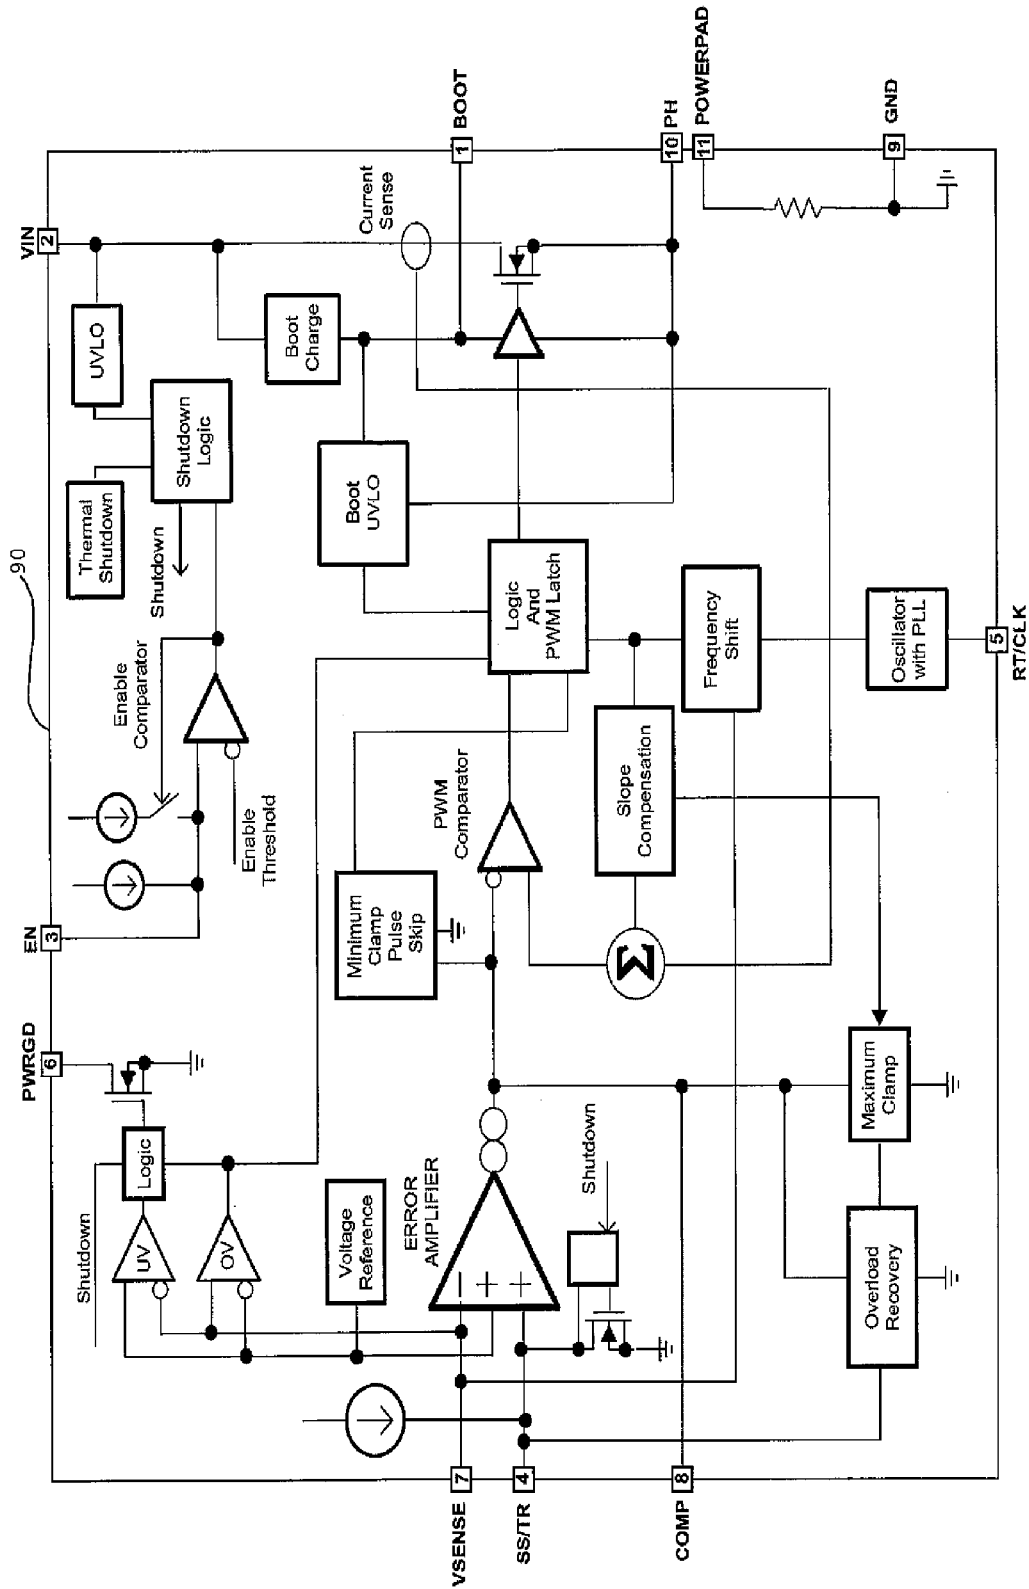 90
PWRGD
6
EN
3
VIN
2
Shutdown
UV
Logic
OV
Voltage
Reference
Enable
Comparator
Enable
Threshold
Thermal
Shutdown
Shutdown
UVLO
Shutdown
Logic
Boot
Charge
Current
Sense
Boot
UVLO
Minimum
Clamp
Pulse
Skip
ERROR
AMPLIFIER
−
+
+
PWM
Comparator
Logic
And
PWM Latch
Shutdown
Σ
Slope
Compensation
Frequency
Shift
Maximum
Clamp
Overload
Recovery
Oscillator
with PLL
VSENSE
7
SS/TR
4
COMP
8
1
BOOT
10
PH
11
POWERPAD
9
GND
5
RT/CLK